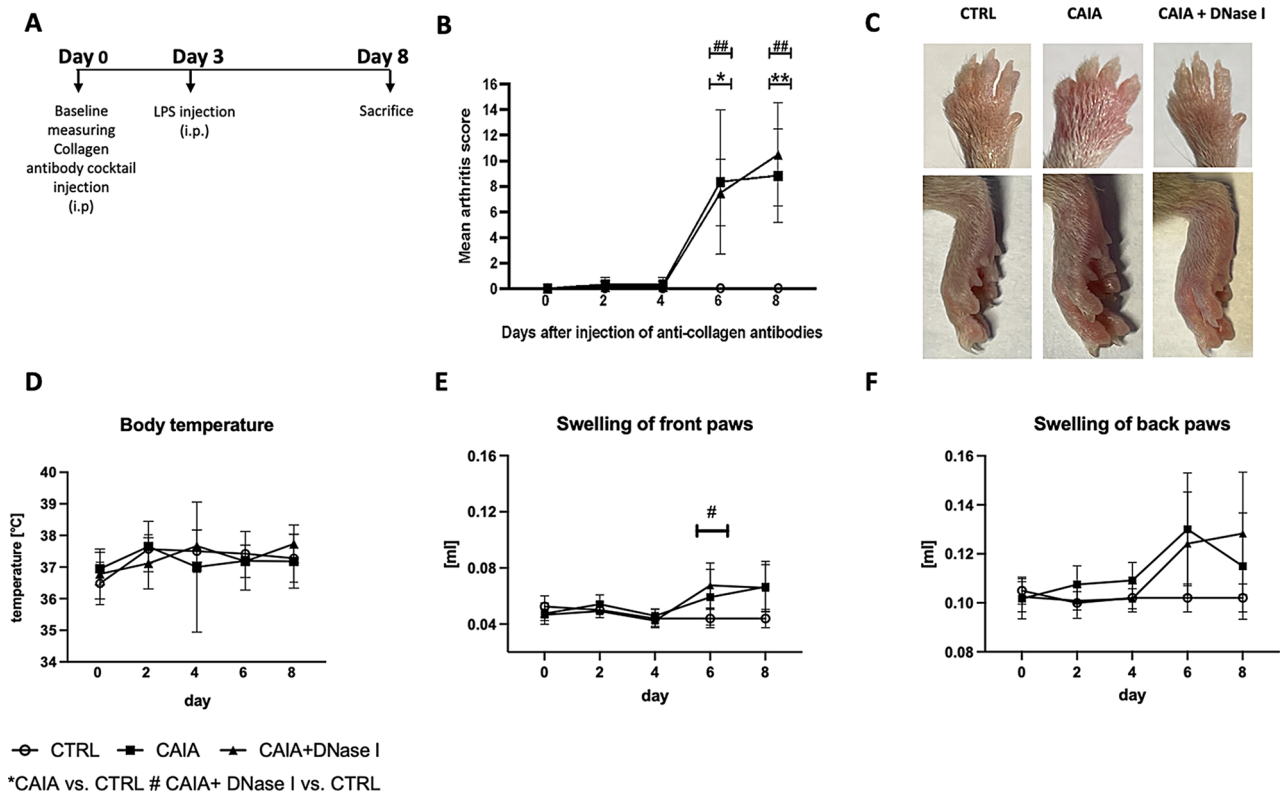 A
Day 0
Day 3
Day 8
Baseline
measuring
Collagen
antibody cocktail
injection
(i.p)
LPS injection
(i.p.)
Sacrifice
B
##
##
*
**
16
14
12
10
8
6
4
2
0
Mean arthritis score
0
2
4
6
8
Days after injection of anti-collagen antibodies
C
CTRL
CAIA
CAIA + DNase I
D
Body temperature
40
39
38
37
36
35
34
temperature [°C]
0
2
4
6
8
day
E
Swelling of front paws
#
0.16
0.12
0.08
0.04
[ml]
0
2
4
6
8
day
F
Swelling of back paws
0.16
0.14
0.12
0.10
0.08
[ml]
0
2
4
6
8
day
CTRL
CAIA
CAIA+DNase I
*CAIA vs. CTRL # CAIA+ DNase I vs. CTRL